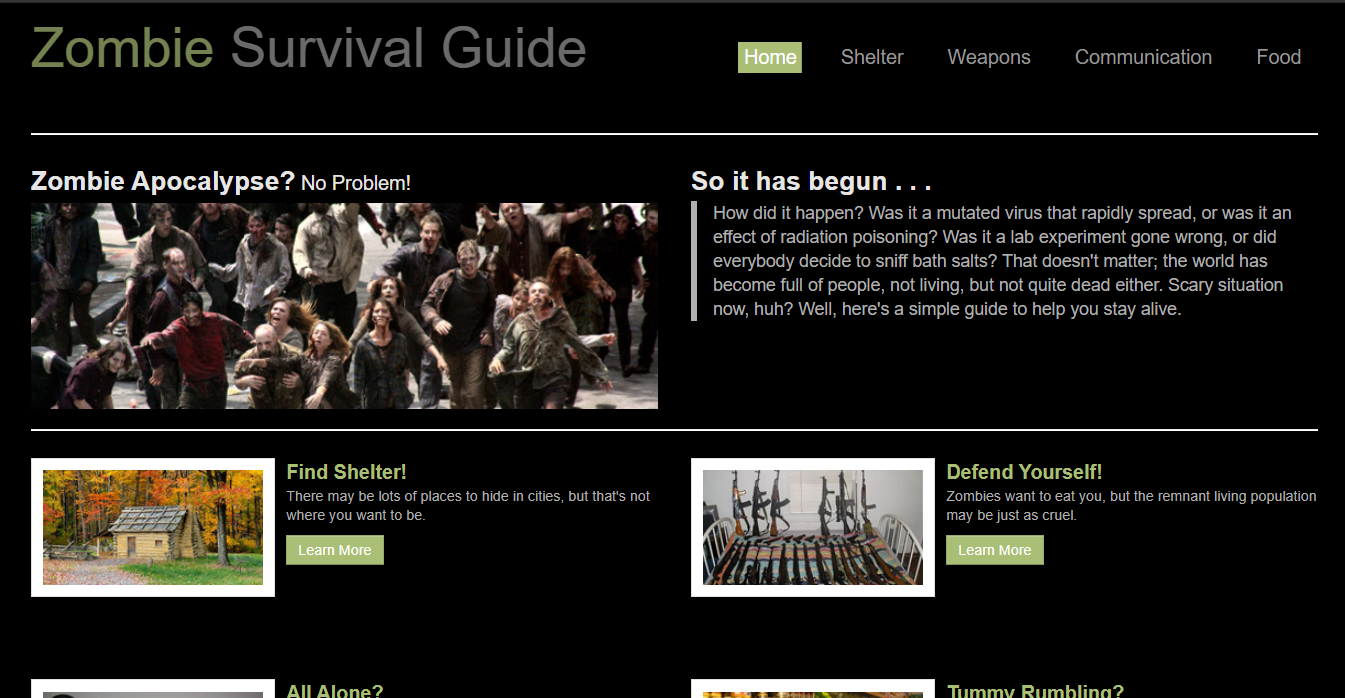 Zombie Survival Guide
Home Shelter Weapons Communication Food
Zombie Apocalypse? No Problem!
So it has begun . . .
How did it happen? Was it a mutated virus that rapidly spread, or was it an
effect of radiation poisoning? Was it a lab experiment gone wrong, or did
everybody decide to sniff bath salts? That doesn't matter; the world has
become full of people, not living, but not quite dead either. Scary situation
now, huh? Well, here's a simple guide to help you stay alive.
Find Shelter!
There may be lots of places to hide in cities, but that's not
where you want to be.
Learn More
Defend Yourself!
Zombies want to eat you, but the remnant living population
may be just as cruel.
Learn More
All Alone?
Tummy Rumbling?